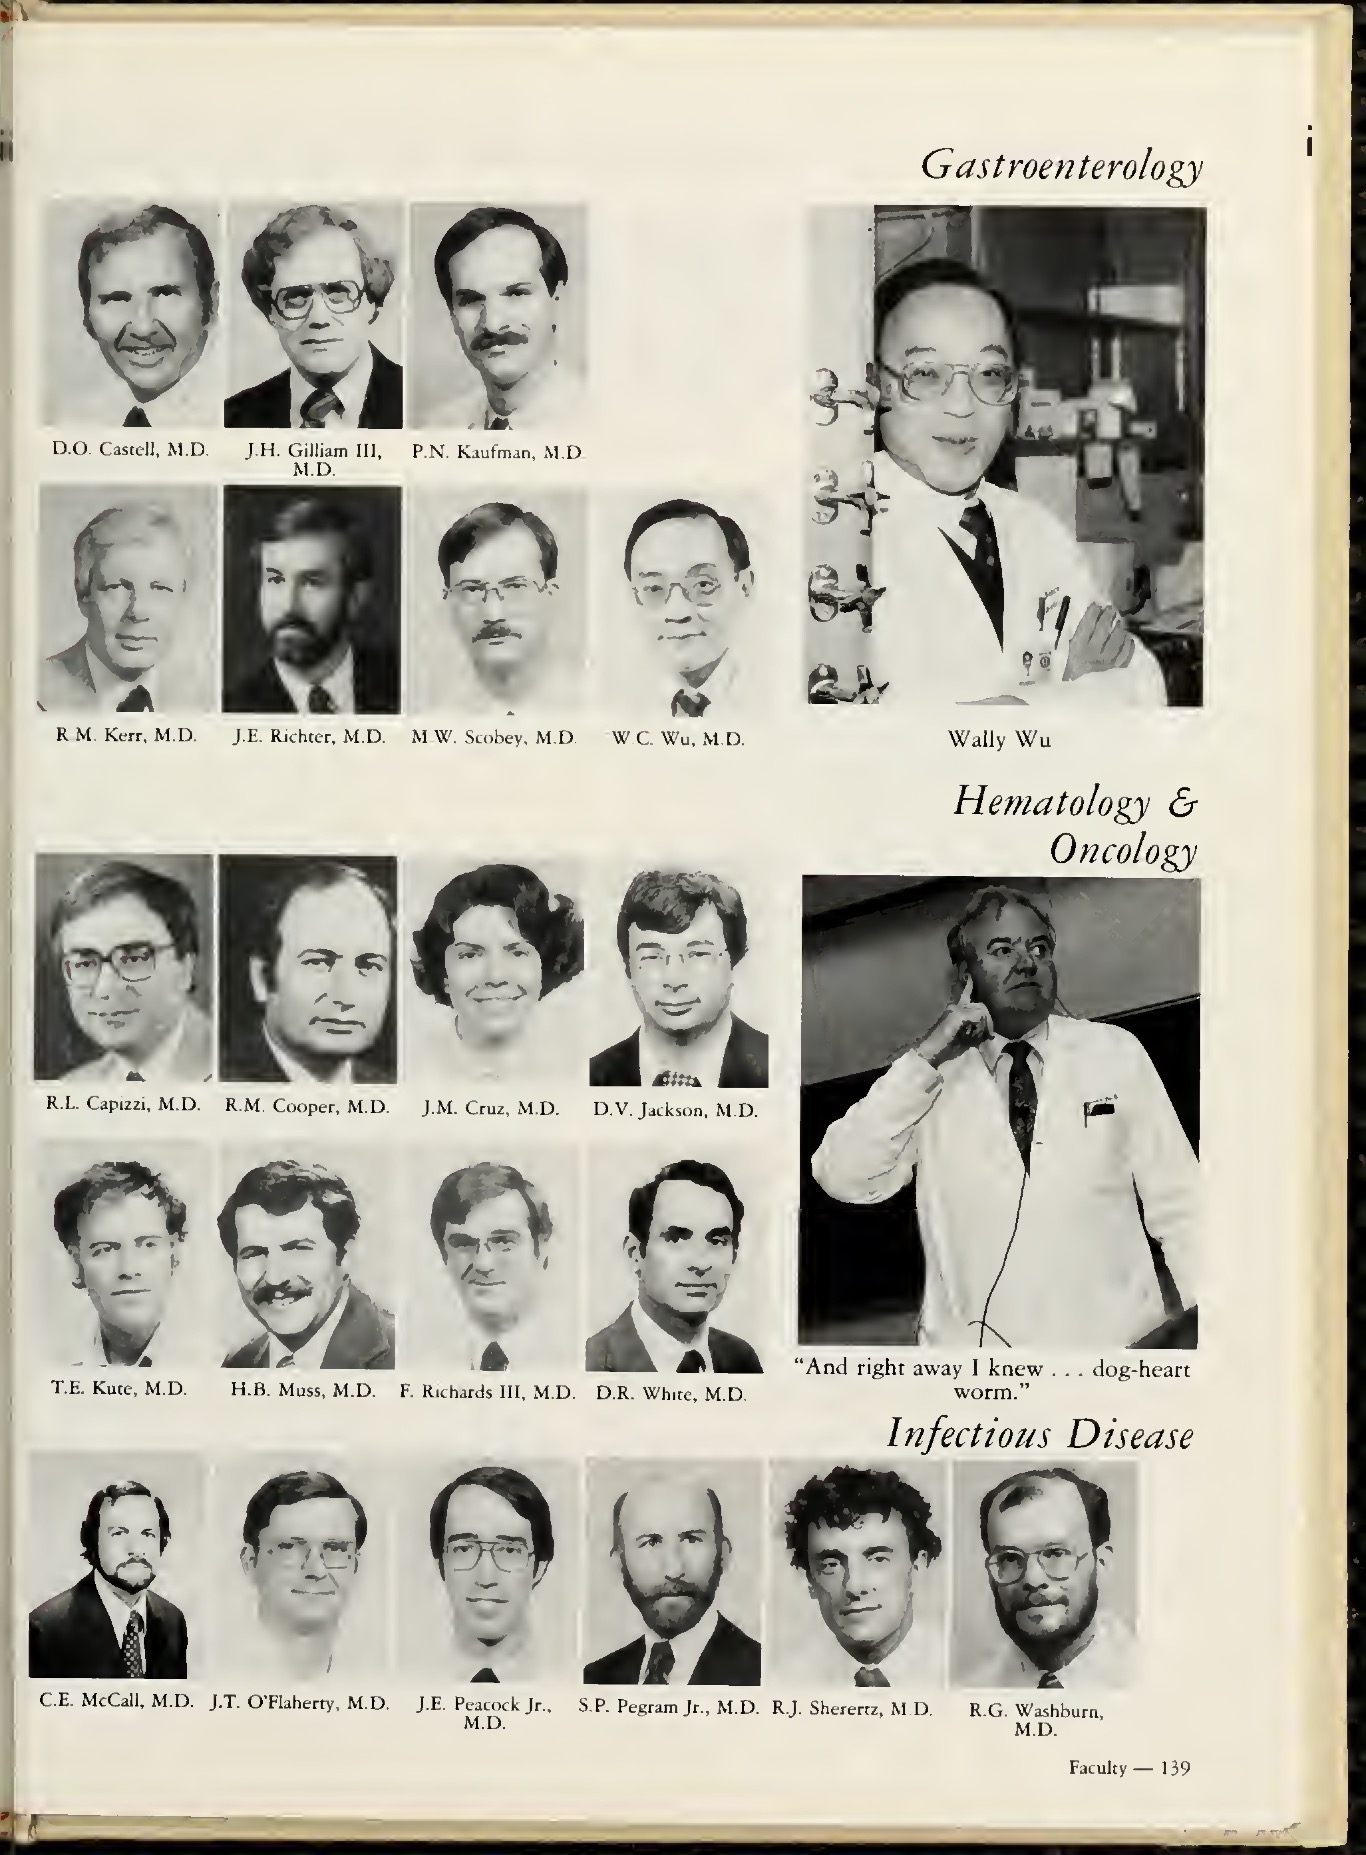 Gastroenterology
D.O. Castell, M.D.
J.H. Gilliam III,
M.D.
P.N. Kaufman, M.D.
R.M. Kerr, M.D.
J.E. Richter, M.D.
M.W. Scobey, M.D.
W.C. Wu, M.D.
Wally Wu
Hematology &
Oncology
R.L. Capizzi, M.D.
R.M. Cooper, M.D.
J.M. Cruz, M.D.
D.V. Jackson, M.D.
T.E. Kute, M.D.
H.B. Muss, M.D.
F. Richards III, M.D.
D.R. White, M.D.
"And right away I knew . . . dog-heart
worm."
Infectious Disease
C.E. McCall, M.D.
J.T. O'Flaherty, M.D.
J.E. Peacock Jr.,
M.D.
S.P. Pegram Jr., M.D.
R.J. Sherertz, M.D.
R.G. Washburn,
M.D.
Faculty — 139